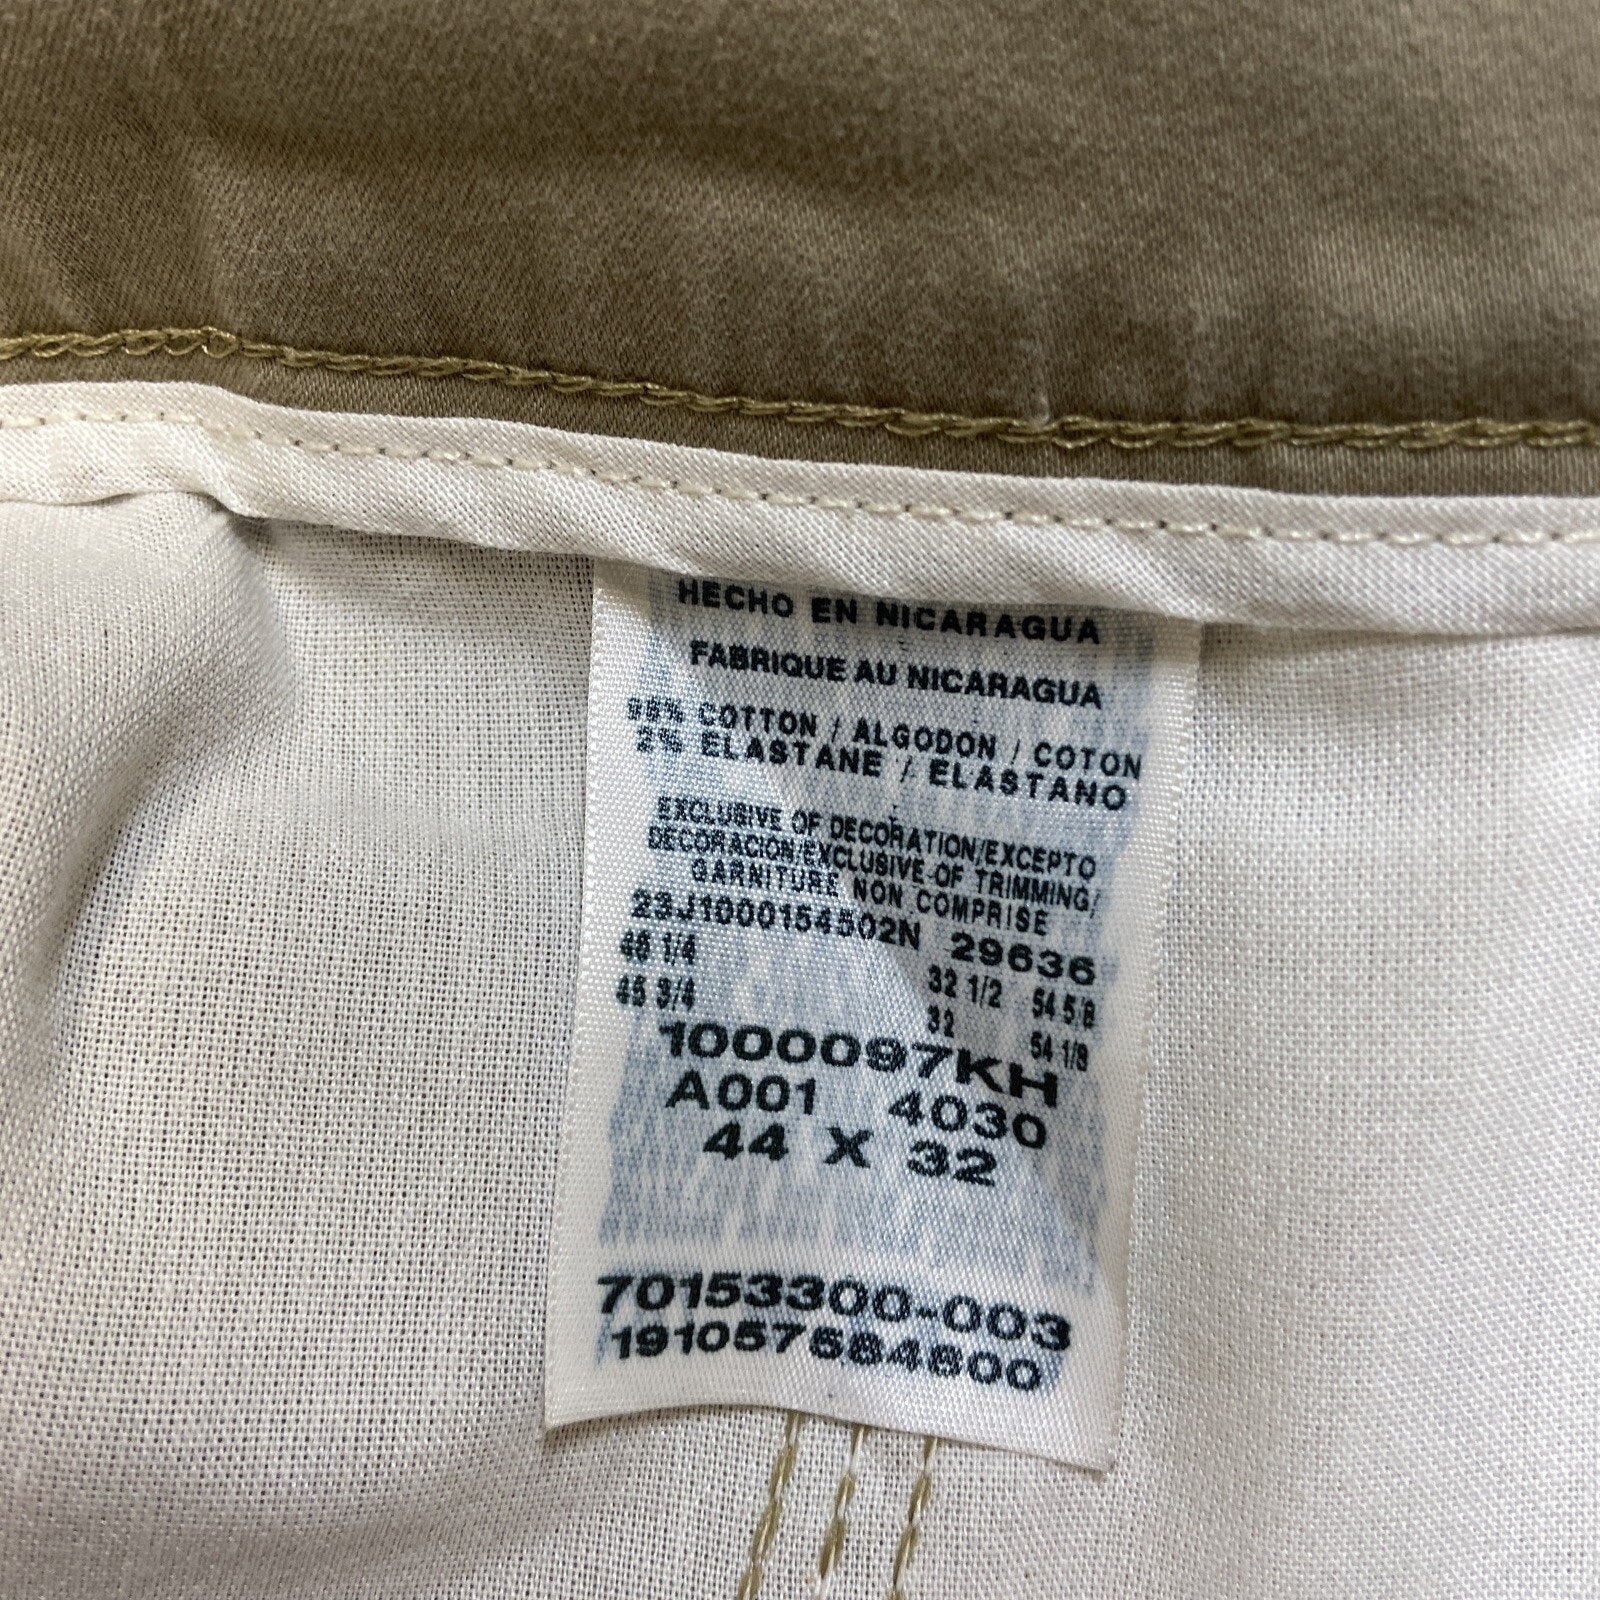 HECHO EN NICARAGUA
FABRIQUE AU NICARAGUA
98% COTTON / ALGODON / COTON
2% ELASTANE / ELASTANO
EXCLUSIVE OF DECORATION/EXCEPTO
DECORACION/EXCLUSIVE OF TRIMMING/
GARNITURE NON COMPRISE
23J1000154502N 29636
46 1/4 32 1/2 54 5/8
45 3/4 32 54 1/8
1000097KH
A001 4030
44 X 32
70153300-003
191057684800